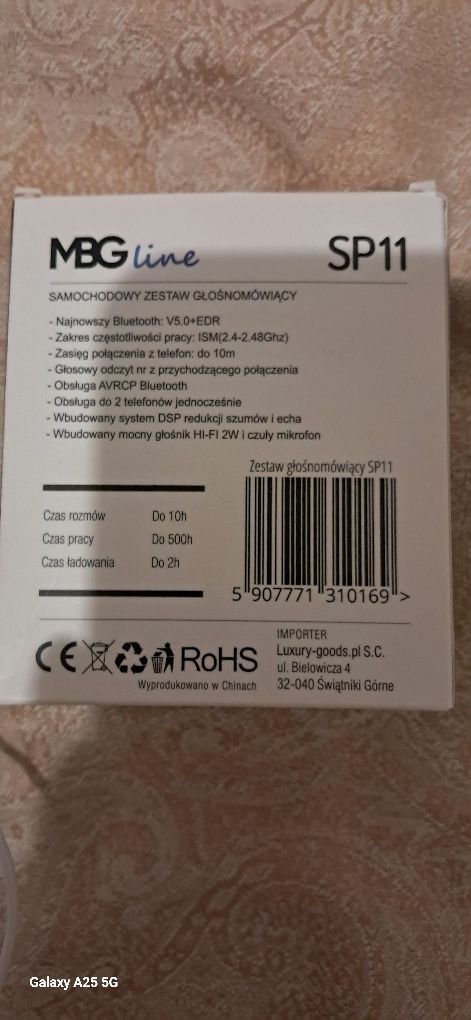 MBG line SP11
SAMOCHODOWY ZESTAW GŁOŚNOMÓWIĄCY
- Najnowszy Bluetooth: V5.0+EDR
- Zakres częstotliwości pracy: ISM(2.4-2.48Ghz)
- Zasięg połączenia z telefon: do 10m
- Głosowy odczyt nr z przychodzącego połączenia
- Obsługa AVRCP Bluetooth
- Obsługa do 2 telefonów jednocześnie
- Wbudowany system DSP redukcji szumów i echa
- Wbudowany mocny głośnik HI-FI 2W i czuły mikrofon
Zestaw głośnomówiący SP11
Czas rozmów Do 10h
Czas pracy Do 500h
Czas ładowania Do 2h
5 907771 310169 >
CE RoHS
Wyprodukowano w Chinach
IMPORTER
Luxury-goods.pl S.C.
ul. Bielowicza 4
32-040 Świątniki Górne
Galaxy A25 5G